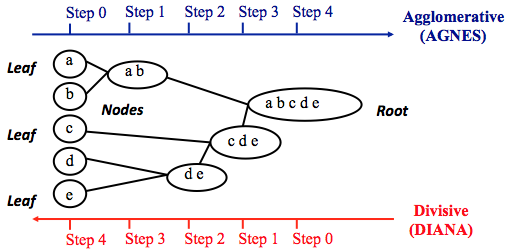 Step 0 Step 1 Step 2 Step 3 Step 4
Agglomerative
(AGNES)
Leaf
a
a b
b
Nodes
a b c d e
Root
Leaf
c
c d e
d
d e
Leaf
e
Step 4 Step 3 Step 2 Step 1 Step 0
Divisive
(DIANA)